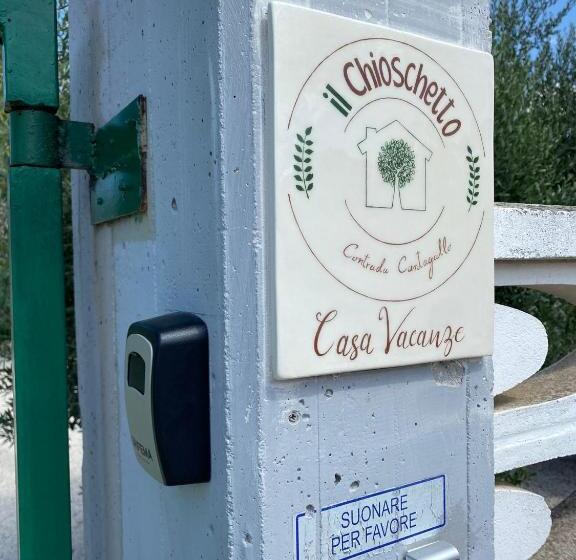 il Chioschetto
Contrada Cantagallo
Casa Vacanze
SUONARE
PER FAVORE